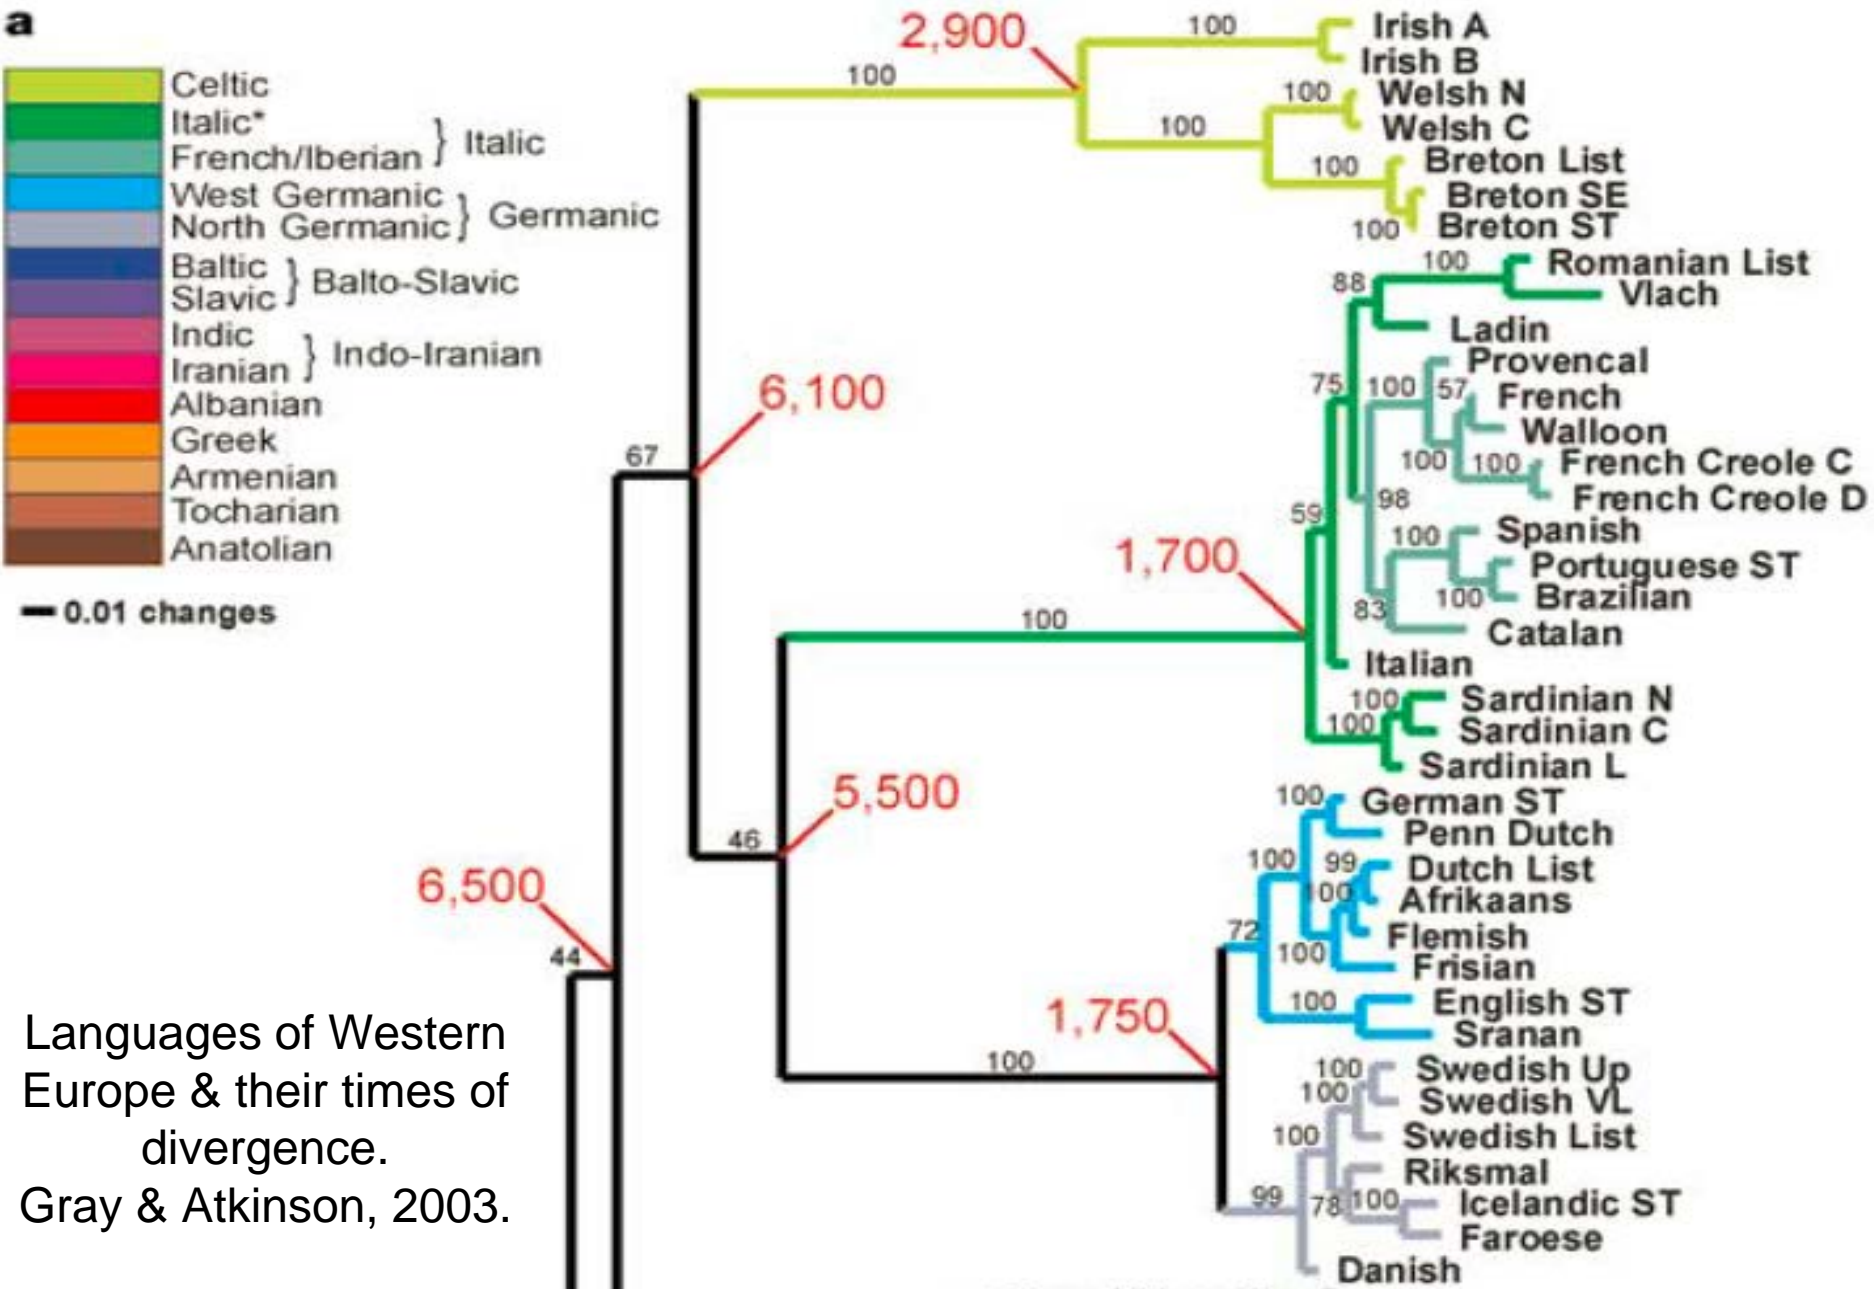 a
Celtic
Italic*
French/Iberian } Italic
West Germanic
North Germanic } Germanic
Baltic
Slavic } Balto-Slavic
Indic
Iranian } Indo-Iranian
Albanian
Greek
Armenian
Tocharian
Anatolian
0.01 changes
2,900
100
Irish A
Irish B
100
100
Welsh N
Welsh C
100
100
Breton List
Breton SE
Breton ST
100
100
Romanian List
88
Vlach
Ladin
Provencal
75
100
57
French
Walloon
100
100
French Creole C
French Creole D
98
59
100
Spanish
Portuguese ST
Brazilian
100
83
Catalan
Italian
6,100
67
1,700
100
100
Sardinian N
100
Sardinian C
Sardinian L
5,500
46
100
German ST
Penn Dutch
100
99
Dutch List
100
Afrikaans
Flemish
72
100
Frisian
100
English ST
Sranan
6,500
44
1,750
100
100
Swedish Up
100
Swedish VL
100
Swedish List
Riksmal
99
78
100
Icelandic ST
Faroese
Danish
Languages of Western
Europe & their times of
divergence.
Gray & Atkinson, 2003.